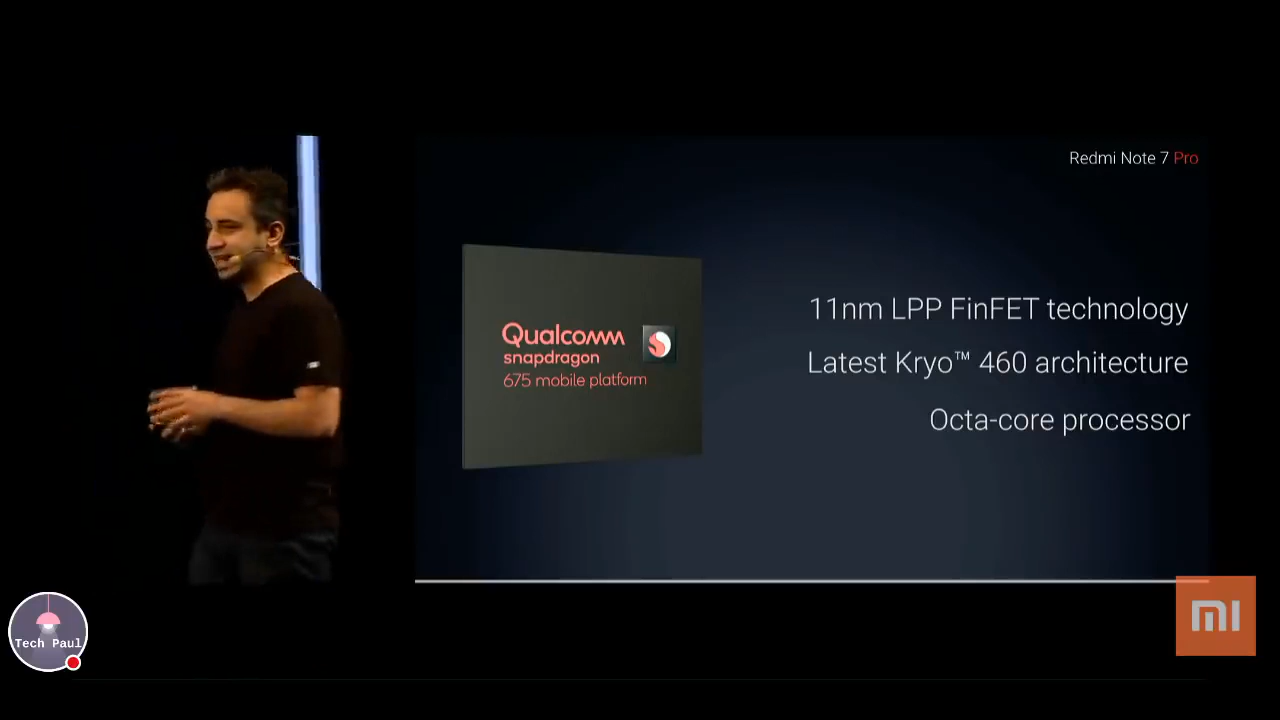 Redmi Note 7 Pro
Qualcomm
snapdragon
675 mobile platform
11nm LPP FinFET technology
Latest Kryo™ 460 architecture
Octa-core processor
Tech Paul
mi